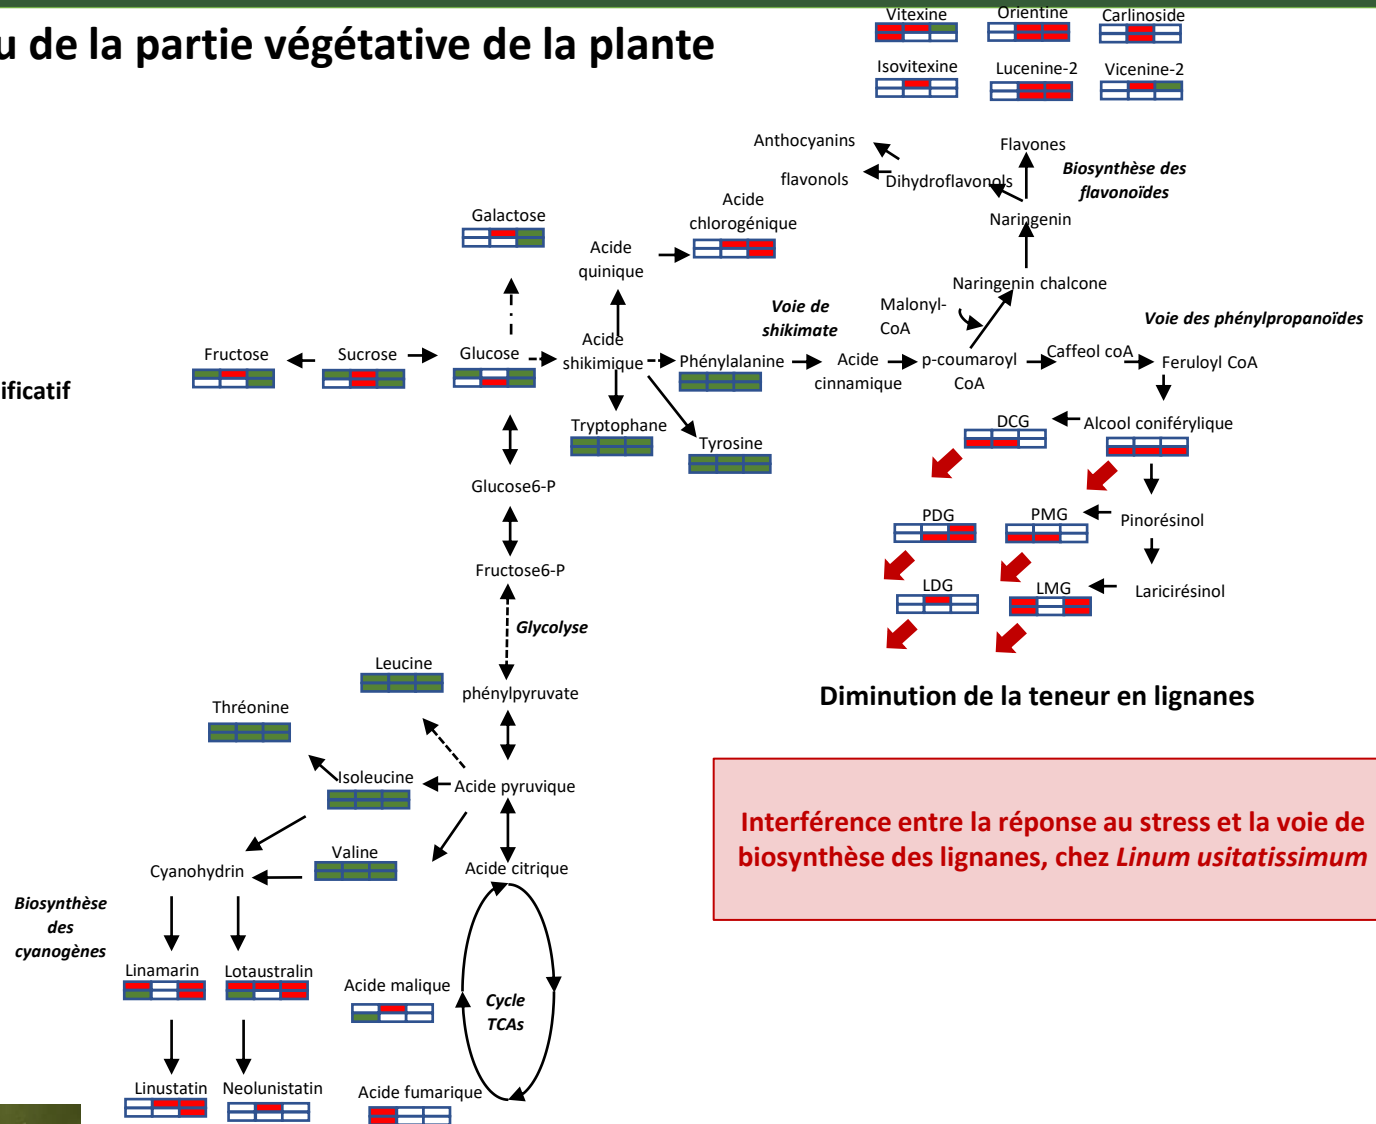 u de la partie végétative de la plante
Vitexine
Orientine
Carlinoside
Isovitexine
Lucenine-2
Vicenine-2
Anthocyanins
flavonols
Dihydroflavonols
Flavones
Biosynthèse des
flavonoïdes
Naringenin
Naringenin chalcone
Acide
chlorogénique
Galactose
Acide
quinique
Malonyl-
CoA
Voie de
shikimate
Voie des phénylpropanoïdes
Fructose
Sucrose
Glucose
Acide
shikimique
Phénylalanine
Acide
cinnamique
p-coumaroyl
CoA
Caffeol coA
Feruloyl CoA
ificatif
Tryptophane
Tyrosine
DCG
Alcool coniférylique
Glucose6-P
PDG
PMG
Pinorésinol
Fructose6-P
LDG
LMG
Laricirésinol
Glycolyse
Leucine
phénylpyruvate
Diminution de la teneur en lignanes
Thréonine
Isoleucine
Acide pyruvique
Interférence entre la réponse au stress et la voie de
biosynthèse des lignanes, chez Linum usitatissimum
Valine
Cyanohydrin
Acide citrique
Biosynthèse
des
cyanogènes
Linamarin
Lotaustralin
Acide malique
Cycle
TCAs
Linustatin
Neolunistatin
Acide fumarique